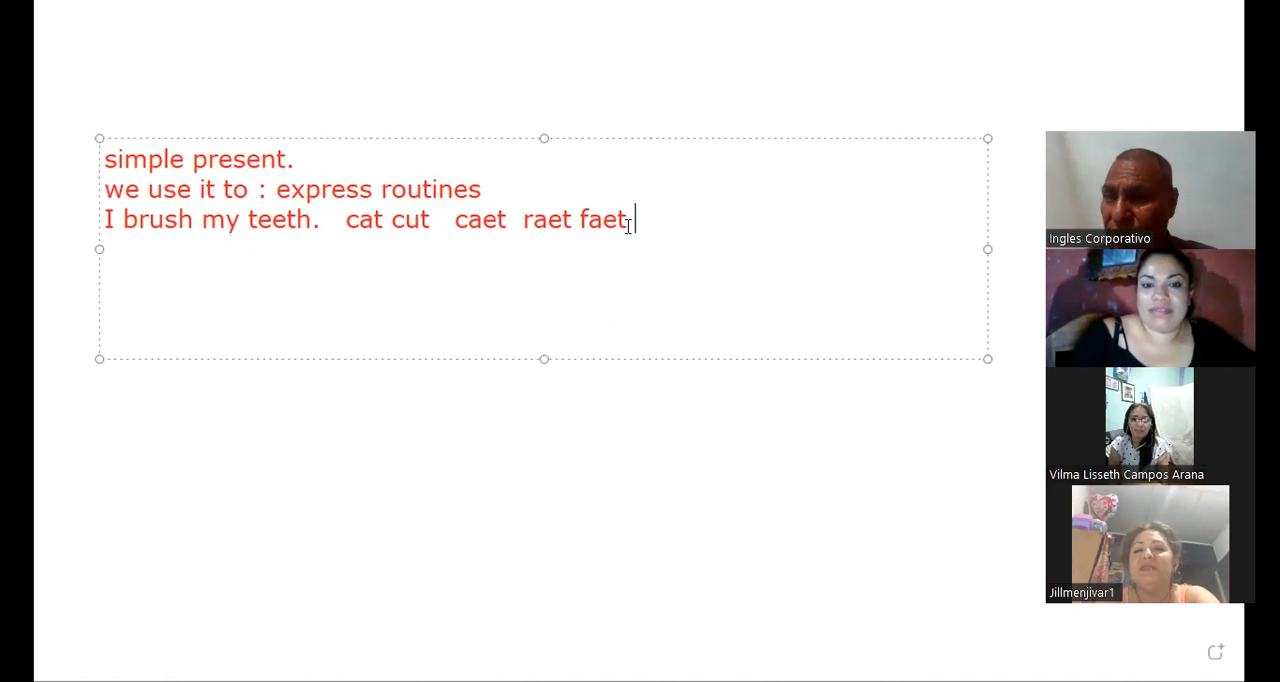 simple present.
we use it to : express routines
I brush my teeth.   cat cut   caet  raet faet
Ingles Corporativo
Vilma Lisseth Campos Arana
Jillmenjivar1